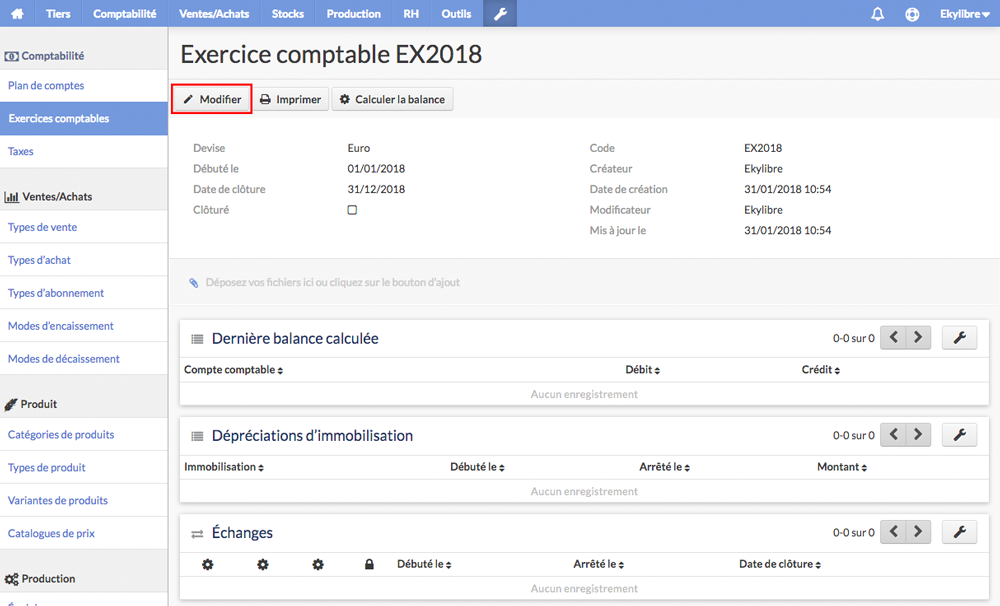 Tiers Comptabilité Ventes/Achats Stocks Production RH Outils Ekylibre
Comptabilité
Plan de comptes
Exercices comptables
Taxes
Ventes/Achats
Types de vente
Types d'achat
Types d'abonnement
Modes d'encaissement
Modes de décaissement
Produit
Catégories de produits
Types de produit
Variantes de produits
Catalogues de prix
Production
Exercice comptable EX2018
Modifier Imprimer Calculer la balance
Devise Euro Code EX2018
Débuté le 01/01/2018 Créateur Ekylibre
Date de clôture 31/12/2018 Date de création 31/01/2018 10:54
Clôturé Modificateur Ekylibre
Mis à jour le 31/01/2018 10:54
Déposez vos fichiers ici ou cliquez sur le bouton d'ajout
Dernière balance calculée 0-0 sur 0
Compte comptable Débit Crédit
Aucun enregistrement
Dépréciations d'immobilisation 0-0 sur 0
Immobilisation Débuté le Arrêté le Montant
Aucun enregistrement
Échanges 0-0 sur 0
Débuté le Arrêté le Date de clôture
Aucun enregistrement